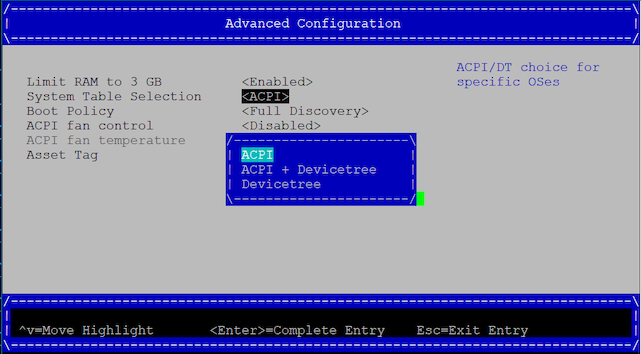 Advanced Configuration
ACPI/DT choice for
specific OSes
Limit RAM to 3 GB <Enabled>
System Table Selection <ACPI>
Boot Policy <Full Discovery>
ACPI fan control <Disabled>
ACPI fan temperature
Asset Tag
ACPI
ACPI + Devicetree
Devicetree
^v=Move Highlight <Enter>=Complete Entry Esc=Exit Entry